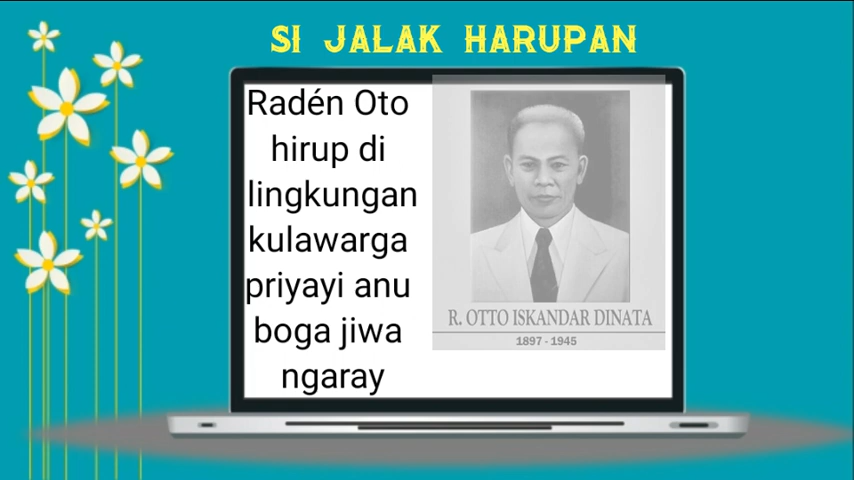 SI JALAK HARUPAN
Radén Oto
hirup di
lingkungan
kulawarga
priyayi anu
boga jiwa
ngaray
R. OTTO ISKANDAR DINATA
1897 - 1945